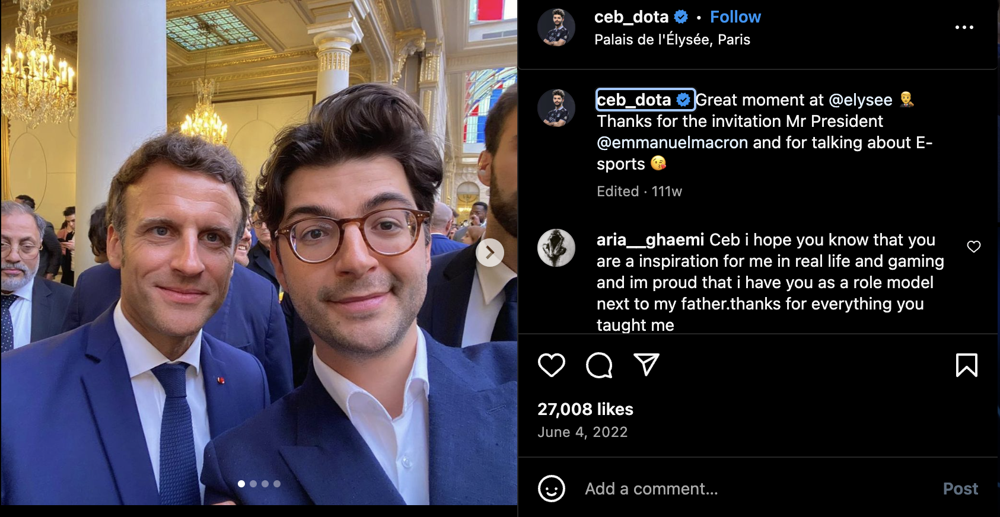 ceb_dota • Follow
Palais de l'Élysée, Paris
ceb_dota Great moment at @elysee 🤵‍♂️
Thanks for the invitation Mr President
@emmanuelmacron and for talking about E-
sports 😘
Edited · 111w
aria__ghaemi Ceb i hope you know that you
are a inspiration for me in real life and gaming
and im proud that i have you as a role model
next to my father.thanks for everything you
taught me
27,008 likes
June 4, 2022
Add a comment...
Post